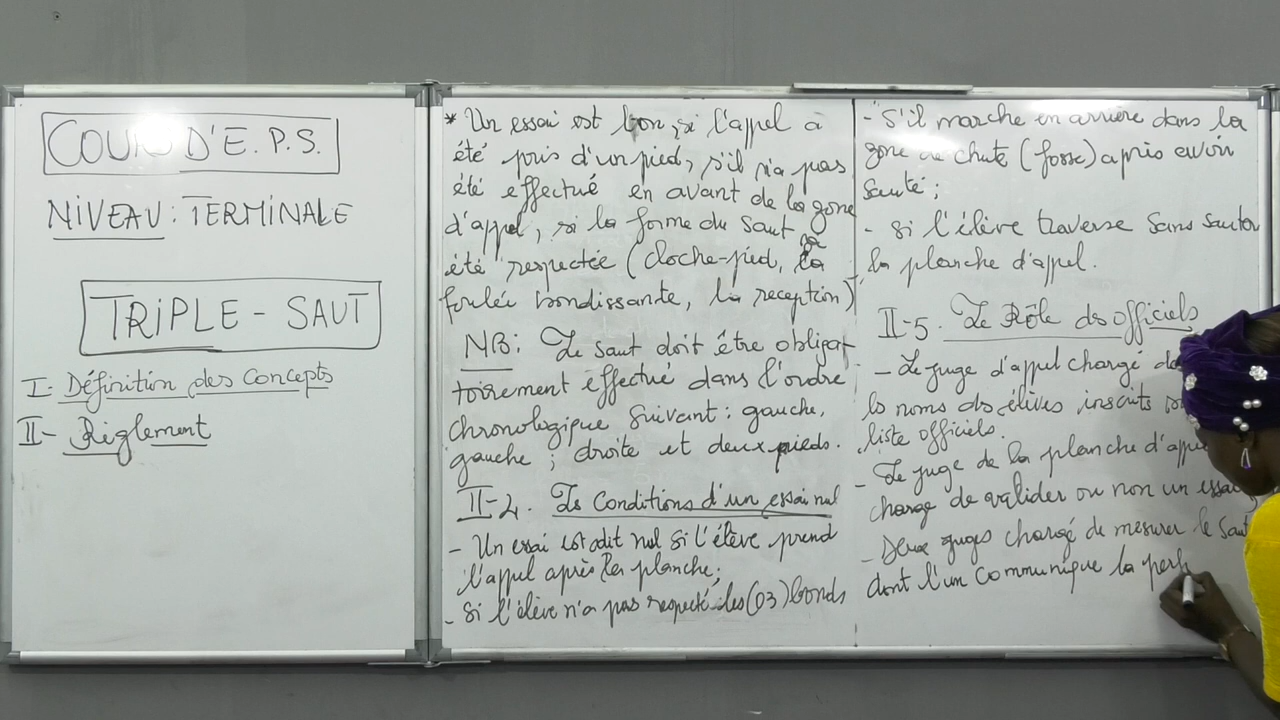 COURS D'E.P.S.
NIVEAU : TERMINALE
TRIPLE - SAUT
I- Définition des Concepts
II- Règlement
* Un essai est bon, si l'appel à
été pris d'un pied, s'il n'a pas
été effectué en avant de la zone
d'appel, si la forme du saut a
été respectée (cloche-pied, la
foulée bondissante, la reception)
NB: Le saut doit être obliga-
toirement effectué dans l'ordre
chronologique suivant : gauche,
gauche ; droite et deux pieds.
II-4. Les Conditions d'un essai nul
- Un essai est dit nul si l'élève prend
l'appel après la planche;
- Si l'élève n'a pas respecté les (03) bonds
- S'il marche en arrière dans la
zone de chute (fosse) après avoir
sauté ;
- si l'élève traverse sans sauter
la planche d'appel.
II-5. Le Rôle des officiels
- Le juge d'appel chargé
les noms des élèves inscrits
liste officiels.
- Le juge de la planche d'appel
chargé de valider ou non un essai
- Deux juges chargé de mesurer le saut
dont l'un communique la perf